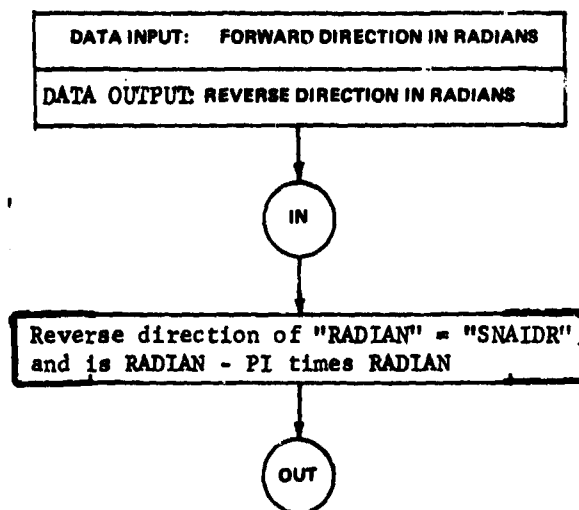 DATA INPUT: FORWARD DIRECTION IN RADIANS
DATA OUTPUT: REVERSE DIRECTION IN RADIANS
IN
Reverse direction of "RADIAN" = "SNAIDR",
and is RADIAN - PI times RADIAN
OUT